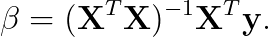 β = (X^T X)^{-1} X^T y.